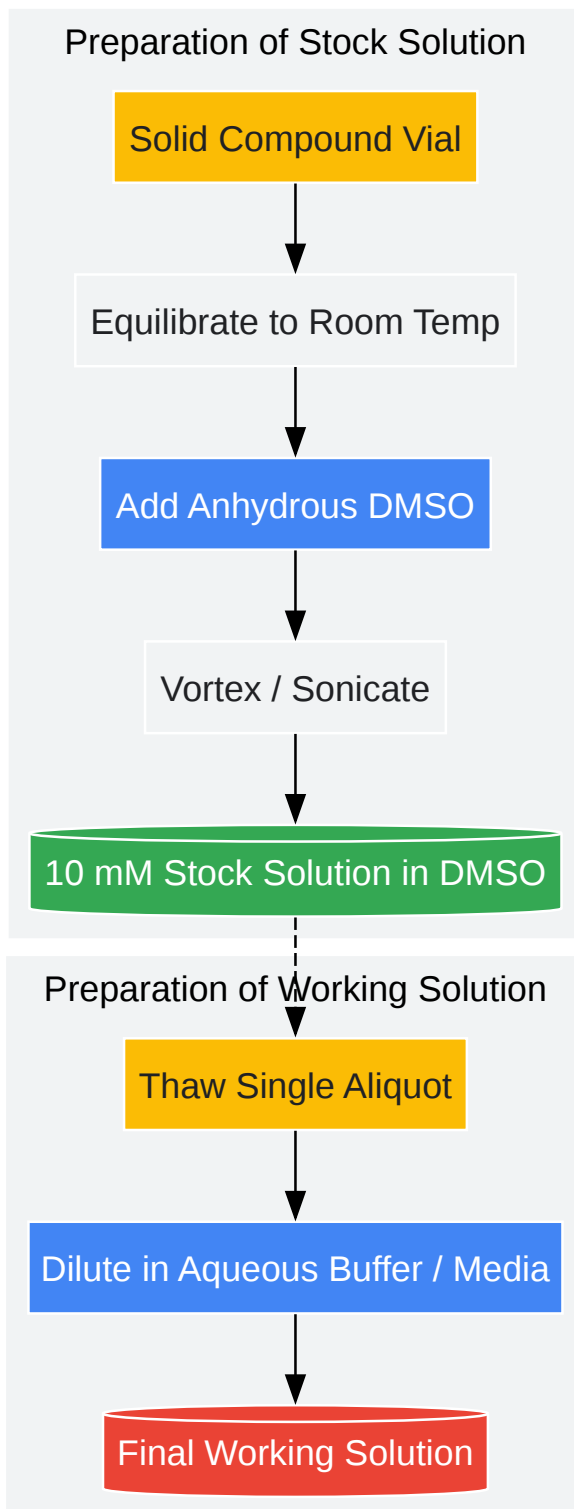 Preparation of Stock Solution
Solid Compound Vial
Equilibrate to Room Temp
Add Anhydrous DMSO
Vortex / Sonicate
10 mM Stock Solution in DMSO
Preparation of Working Solution
Thaw Single Aliquot
Dilute in Aqueous Buffer / Media
Final Working Solution